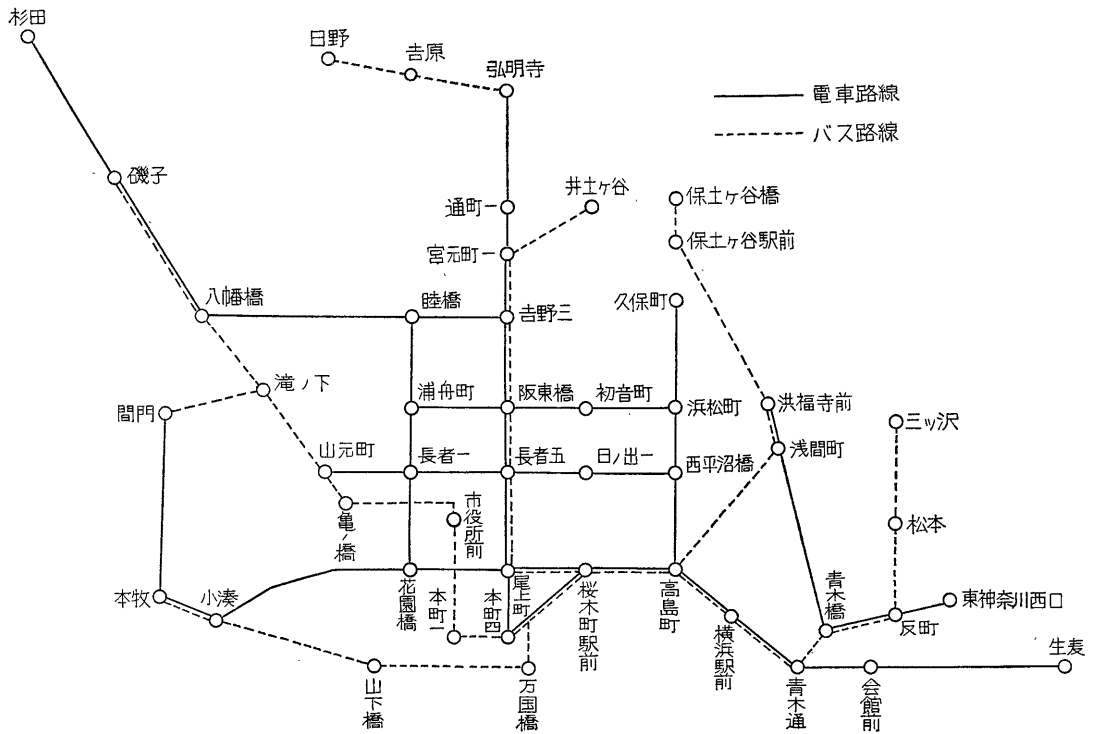 杉田
日野
吉原
弘明寺
電車路線
バス路線
磯子
通町一
井土ヶ谷
保土ヶ谷橋
宮元町一
保土ヶ谷駅前
八幡橋
睦橋
吉野三
久保町
滝ノ下
間門
浦舟町
阪東橋
初音町
浜松町
洪福寺前
三ッ沢
山元町
長者一
長者五
日ノ出一
西平沼橋
浅間町
亀ノ橋
市役所前
松本
本牧
小湊
花園橋
本町一
本町四
尾上町
桜木町駅前
高島町
横浜駅前
青木橋
反町
東神奈川西口
山下橋
万国橋
青木通
会館前
生麦